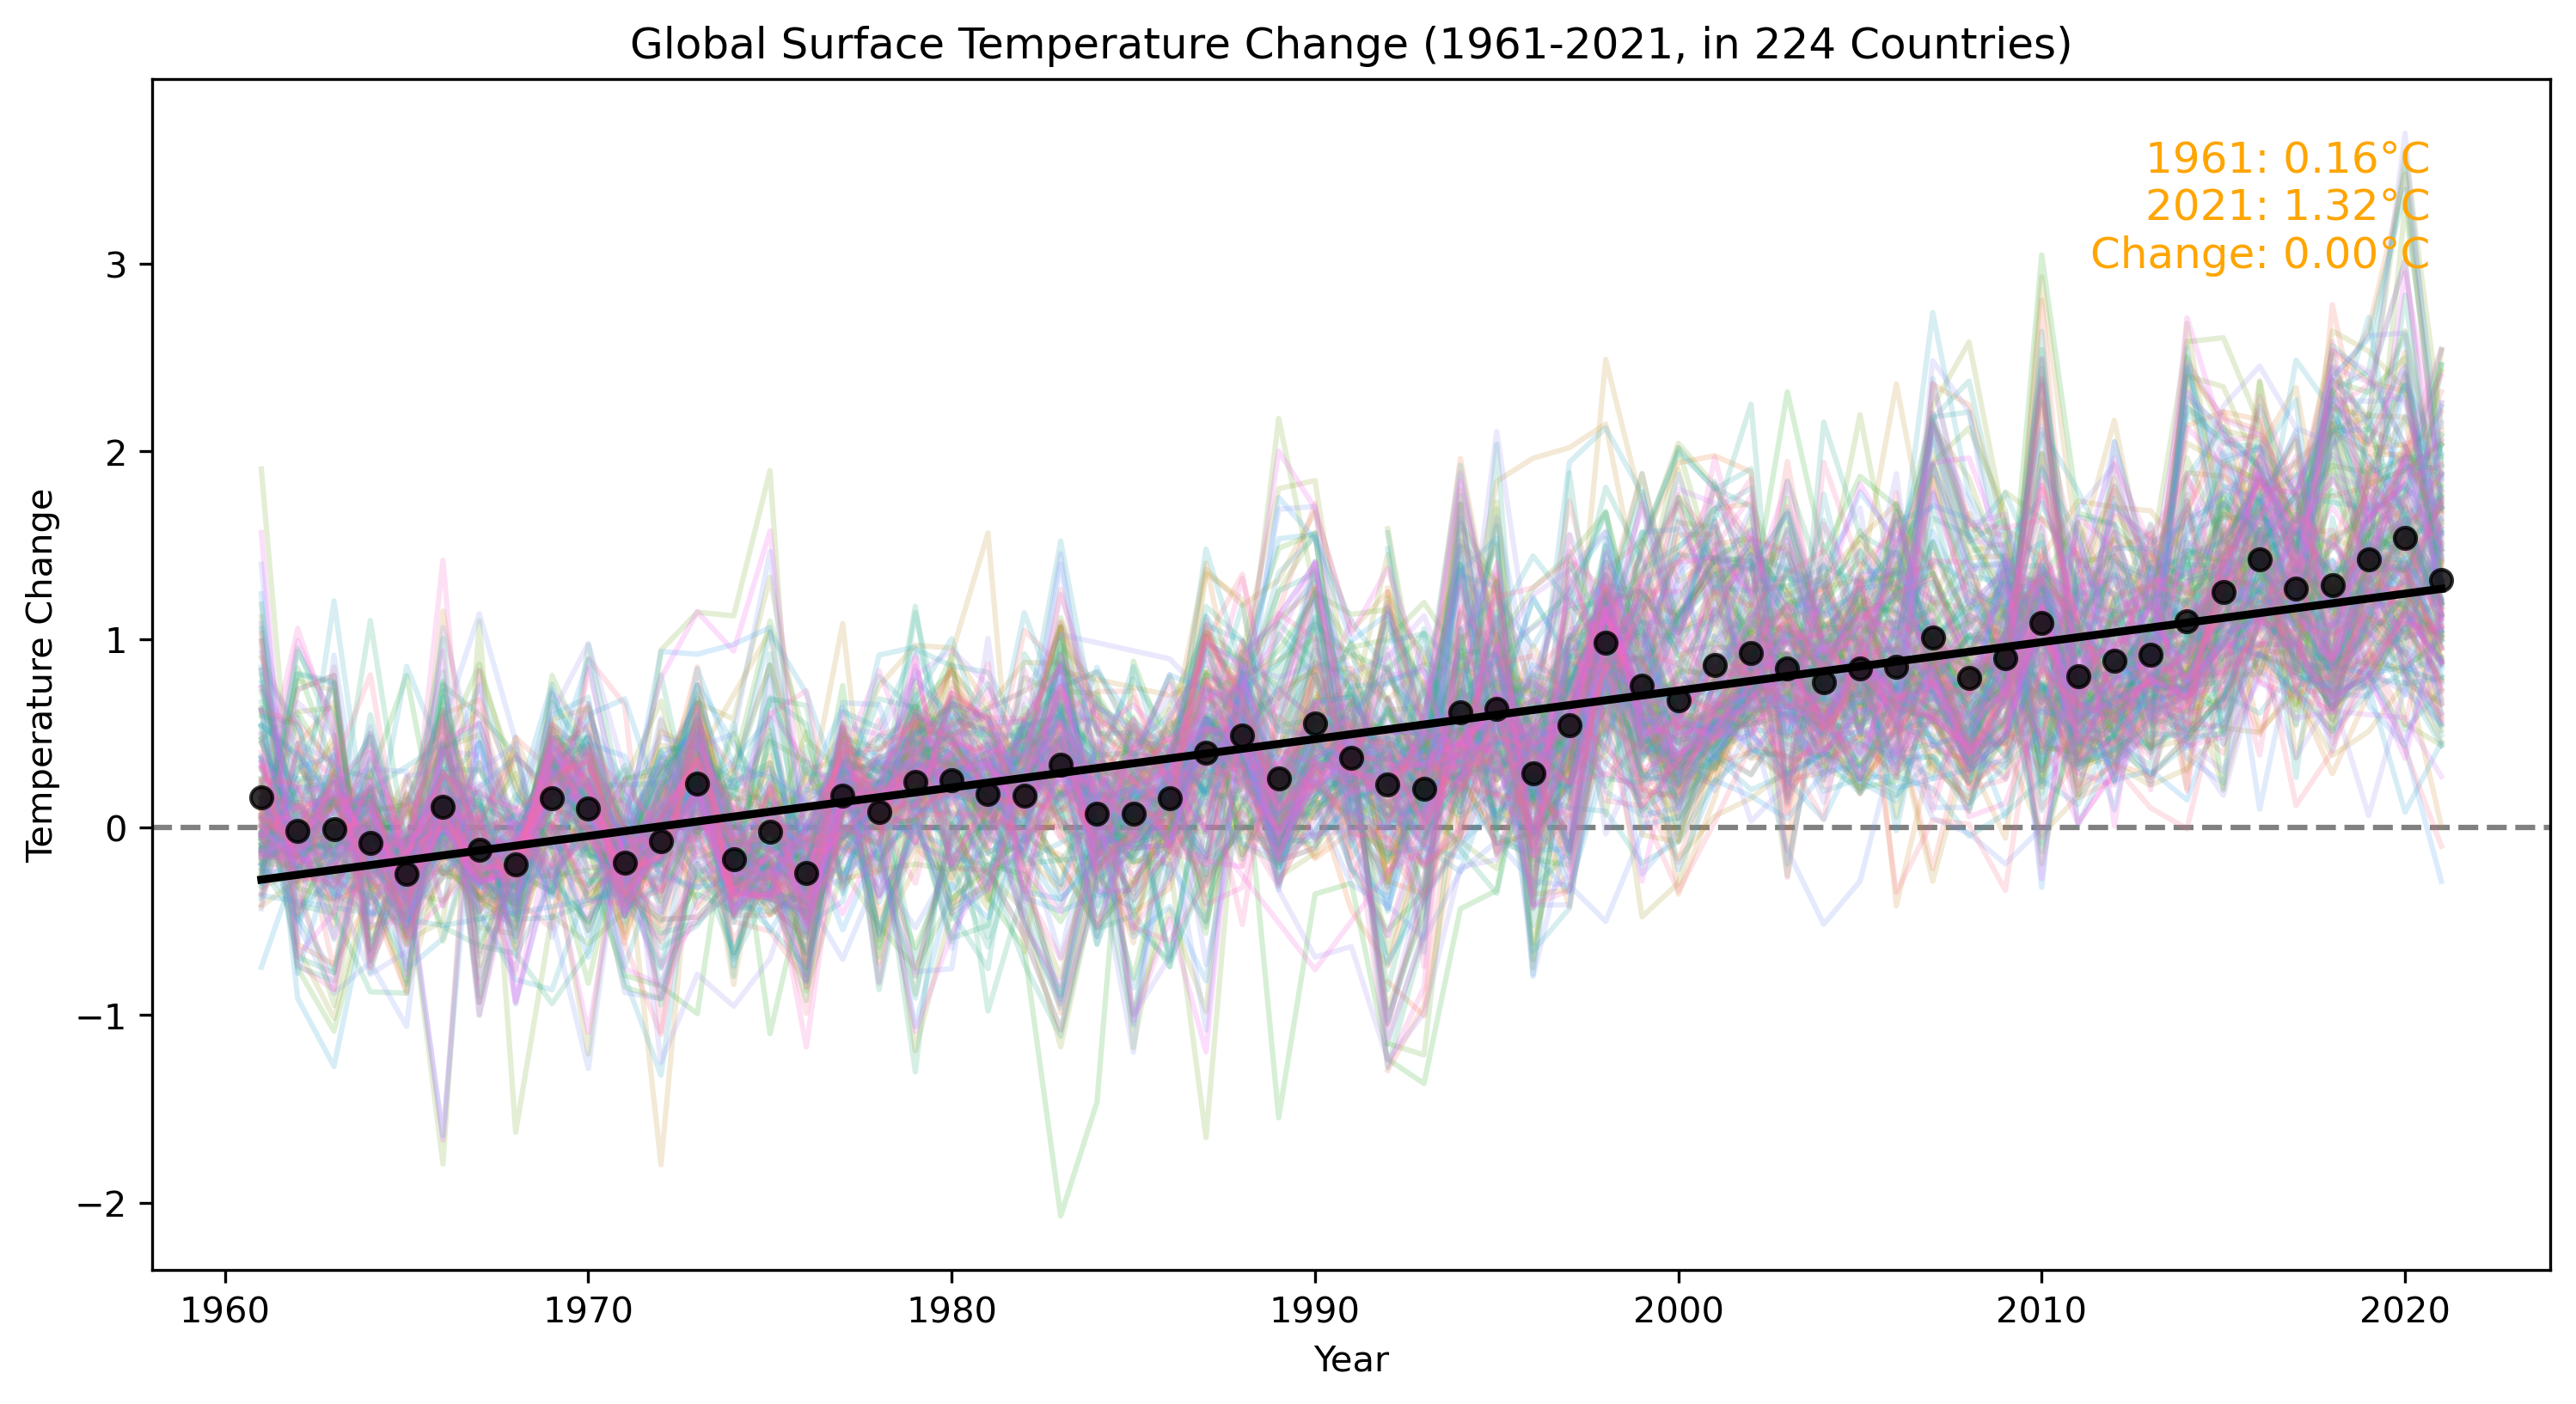 Global Surface Temperature Change (1961-2021, in 224 Countries)
1961: 0.16°C
2021: 1.32°C
Change: 0.00°C
Temperature Change
3
2
1
0
−1
−2
1960 1970 1980 1990 2000 2010 2020
Year